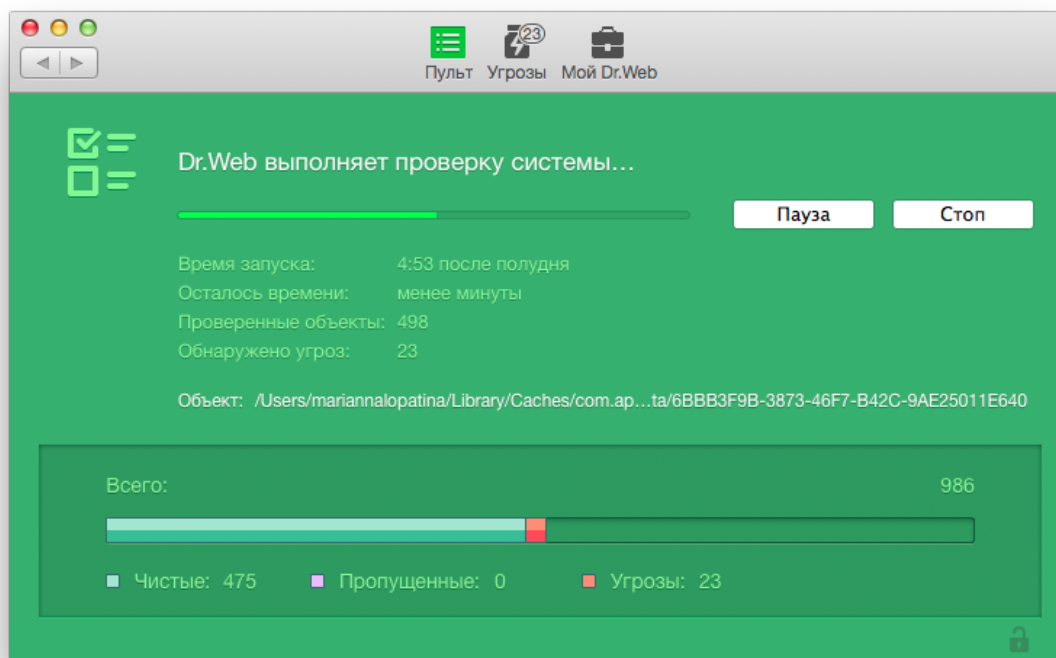 23
Пульт Угрозы Мой Dr.Web
Dr.Web выполняет проверку системы...
Пауза Стоп
Время запуска: 4:53 после полудня
Осталось времени: менее минуты
Проверенные объекты: 498
Обнаружено угроз: 23
Объект: /Users/mariannalopatina/Library/Caches/com.ap...ta/6BBB3F9B-3873-46F7-B42C-9AE25011E640
Всего: 986
Чистые: 475 Пропущенные: 0 Угрозы: 23